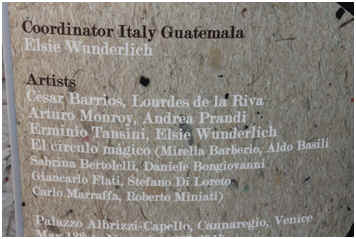 Coordinator Italy Guatemala
Elsie Wunderlich
Artists
Cesar Barrios, Lourdes de la Riva
Arturo Monroy, Andrea Prandi
Erminio Tansini, Elsie Wunderlich
El circulo mágico (Mirella Barberio, Aldo Basili
Sabrina Bertolelli, Daniele Bongiovanni
Giancarlo Flati, Stefano Di Loreto
Carlo Marraffa, Roberto Miniati)
Palazzo Albrizzi-Capello, Cannaregio, Venice